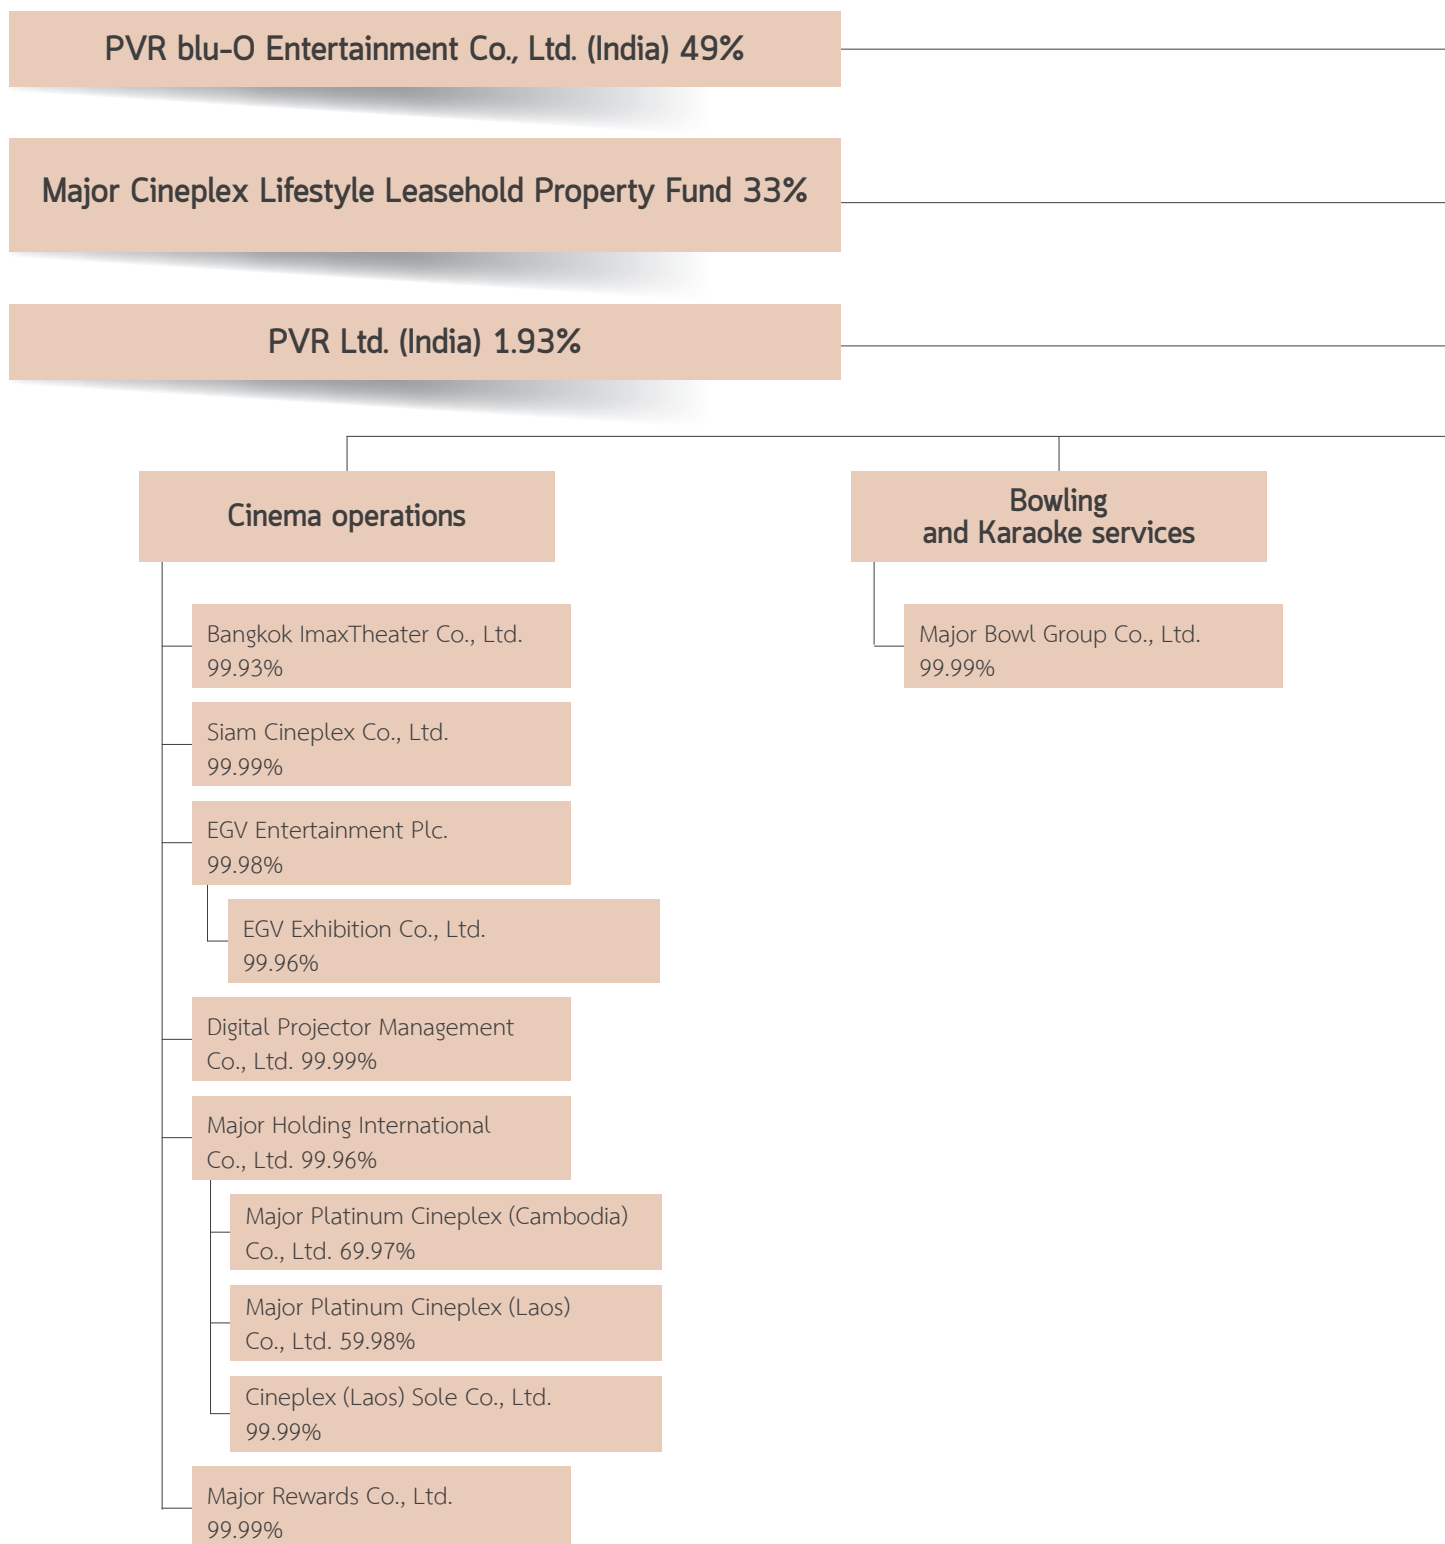 PVR blu-O Entertainment Co., Ltd. (India) 49%
Major Cineplex Lifestyle Leasehold Property Fund 33%
PVR Ltd. (India) 1.93%
Cinema operations
Bangkok ImaxTheater Co., Ltd.
99.93%
Siam Cineplex Co., Ltd.
99.99%
EGV Entertainment Plc.
99.98%
EGV Exhibition Co., Ltd.
99.96%
Digital Projector Management
Co., Ltd. 99.99%
Major Holding International
Co., Ltd. 99.96%
Major Platinum Cineplex (Cambodia)
Co., Ltd. 69.97%
Major Platinum Cineplex (Laos)
Co., Ltd. 59.98%
Cineplex (Laos) Sole Co., Ltd.
99.99%
Major Rewards Co., Ltd.
99.99%
Bowling
and Karaoke services
Major Bowl Group Co., Ltd.
99.99%